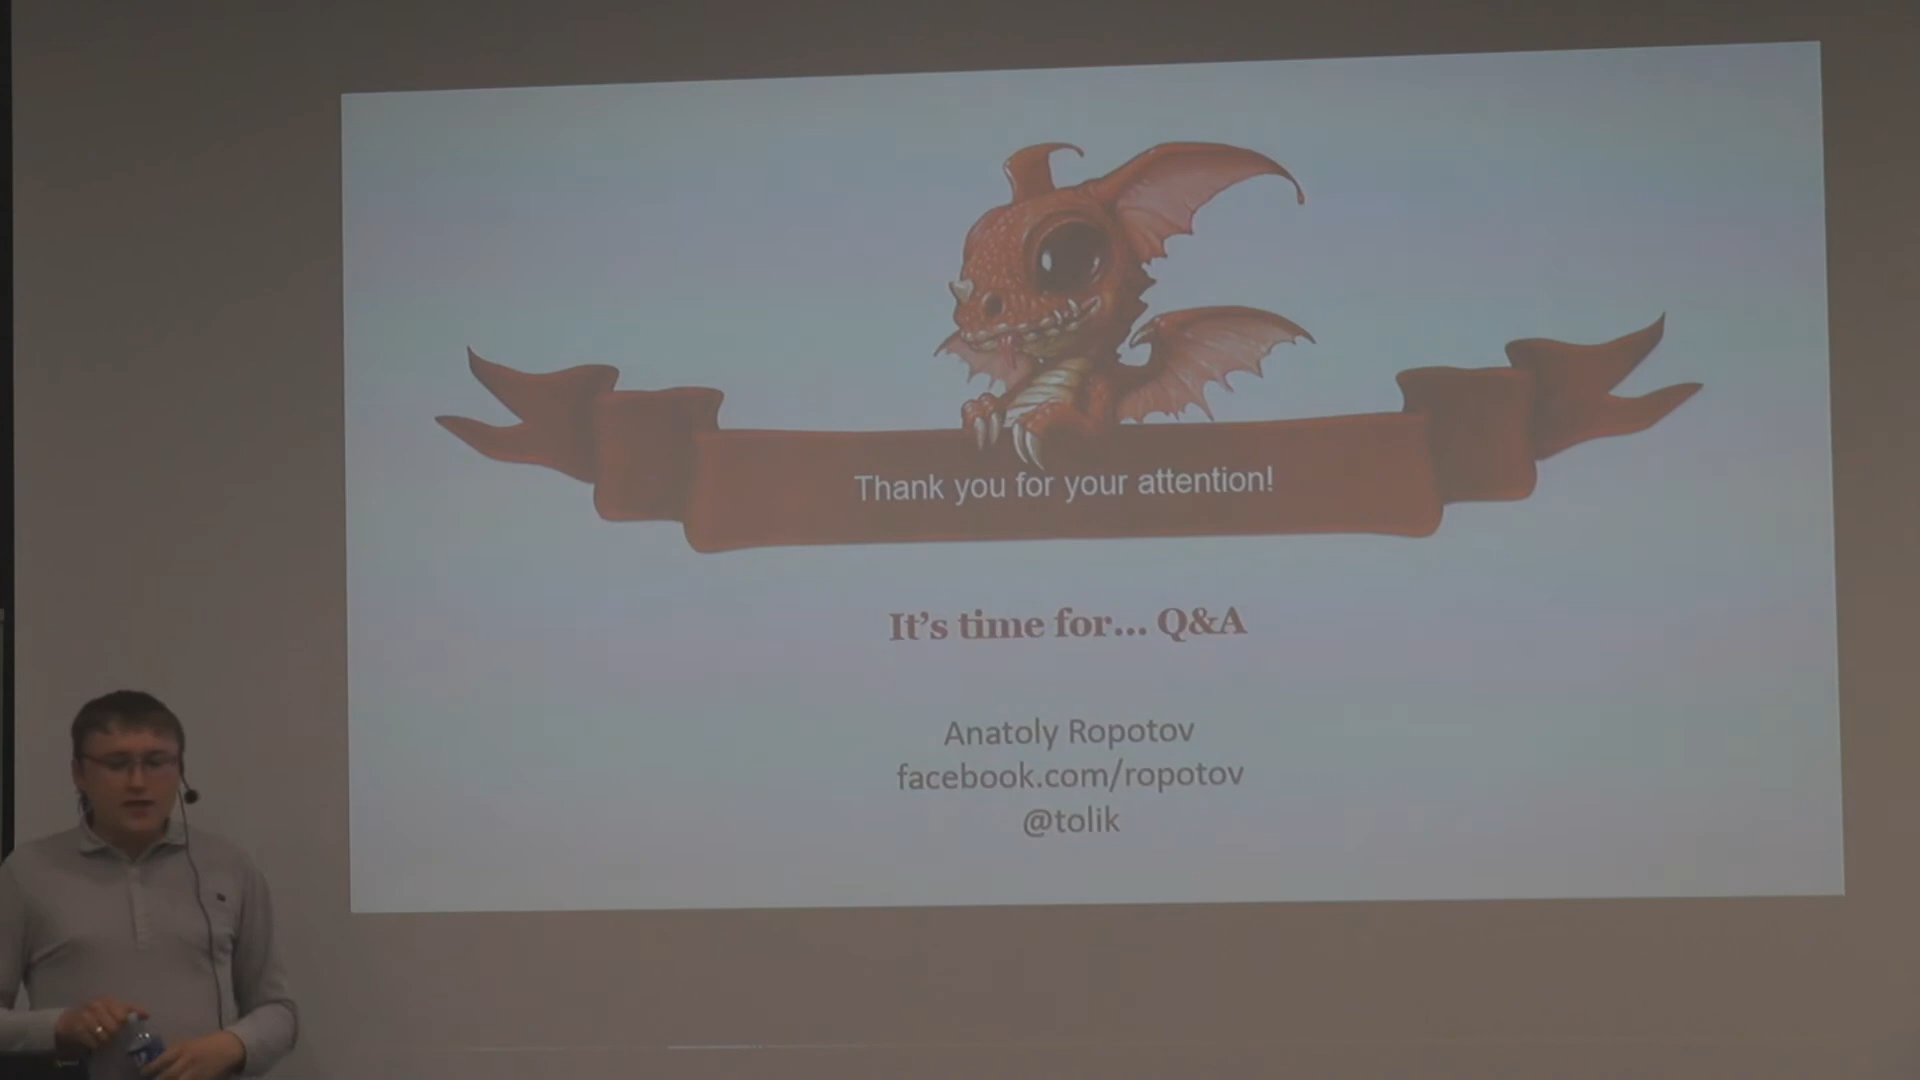 Thank you for your attention!
It's time for... Q&A
Anatoly Ropotov
facebook.com/ropotov
@tolik